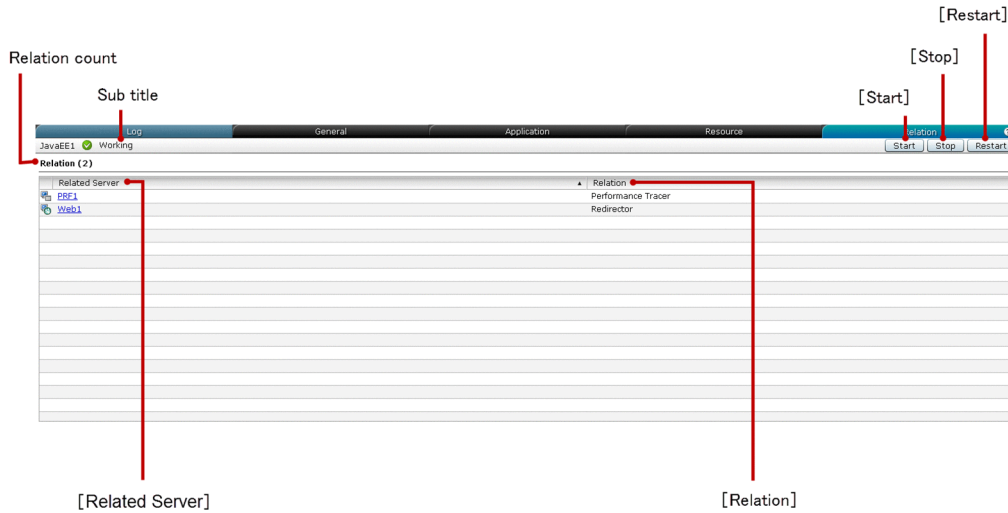 [Restart]
Relation count
[Stop]
Sub title
[Start]
Log
General
Application
Resource
Relation
JavaEE1 Working
Start
Stop
Restart
Relation (2)
Related Server
Relation
PRF1
Performance Tracer
Web1
Redirector
[Related Server]
[Relation]